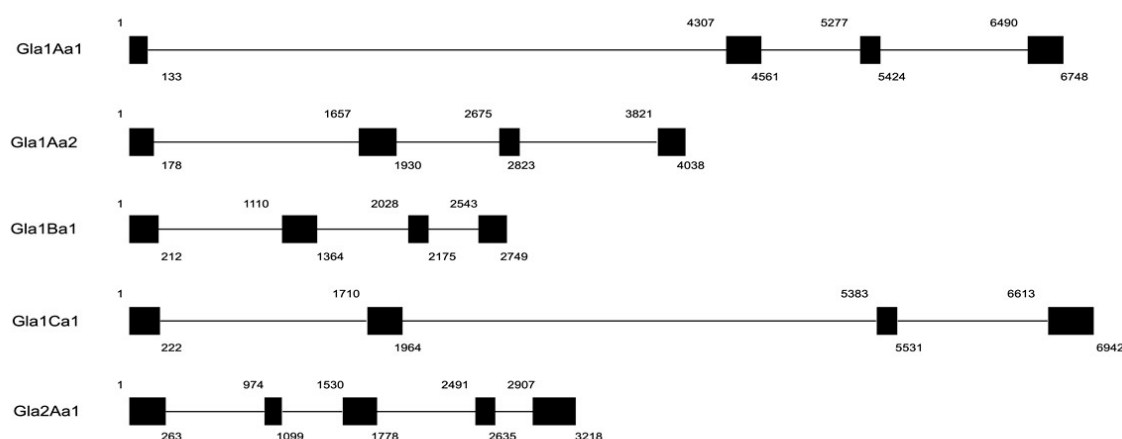 1 4307 5277 6490
Gla1Aa1
133 4561 5424 6748
1 1657 2675 3821
Gla1Aa2
178 1930 2823 4038
1 1110 2028 2543
Gla1Ba1
212 1364 2175 2749
1 1710 5383 6613
Gla1Ca1
222 1964 5531 6942
1 974 1530 2491 2907
Gla2Aa1
263 1099 1778 2635 3218